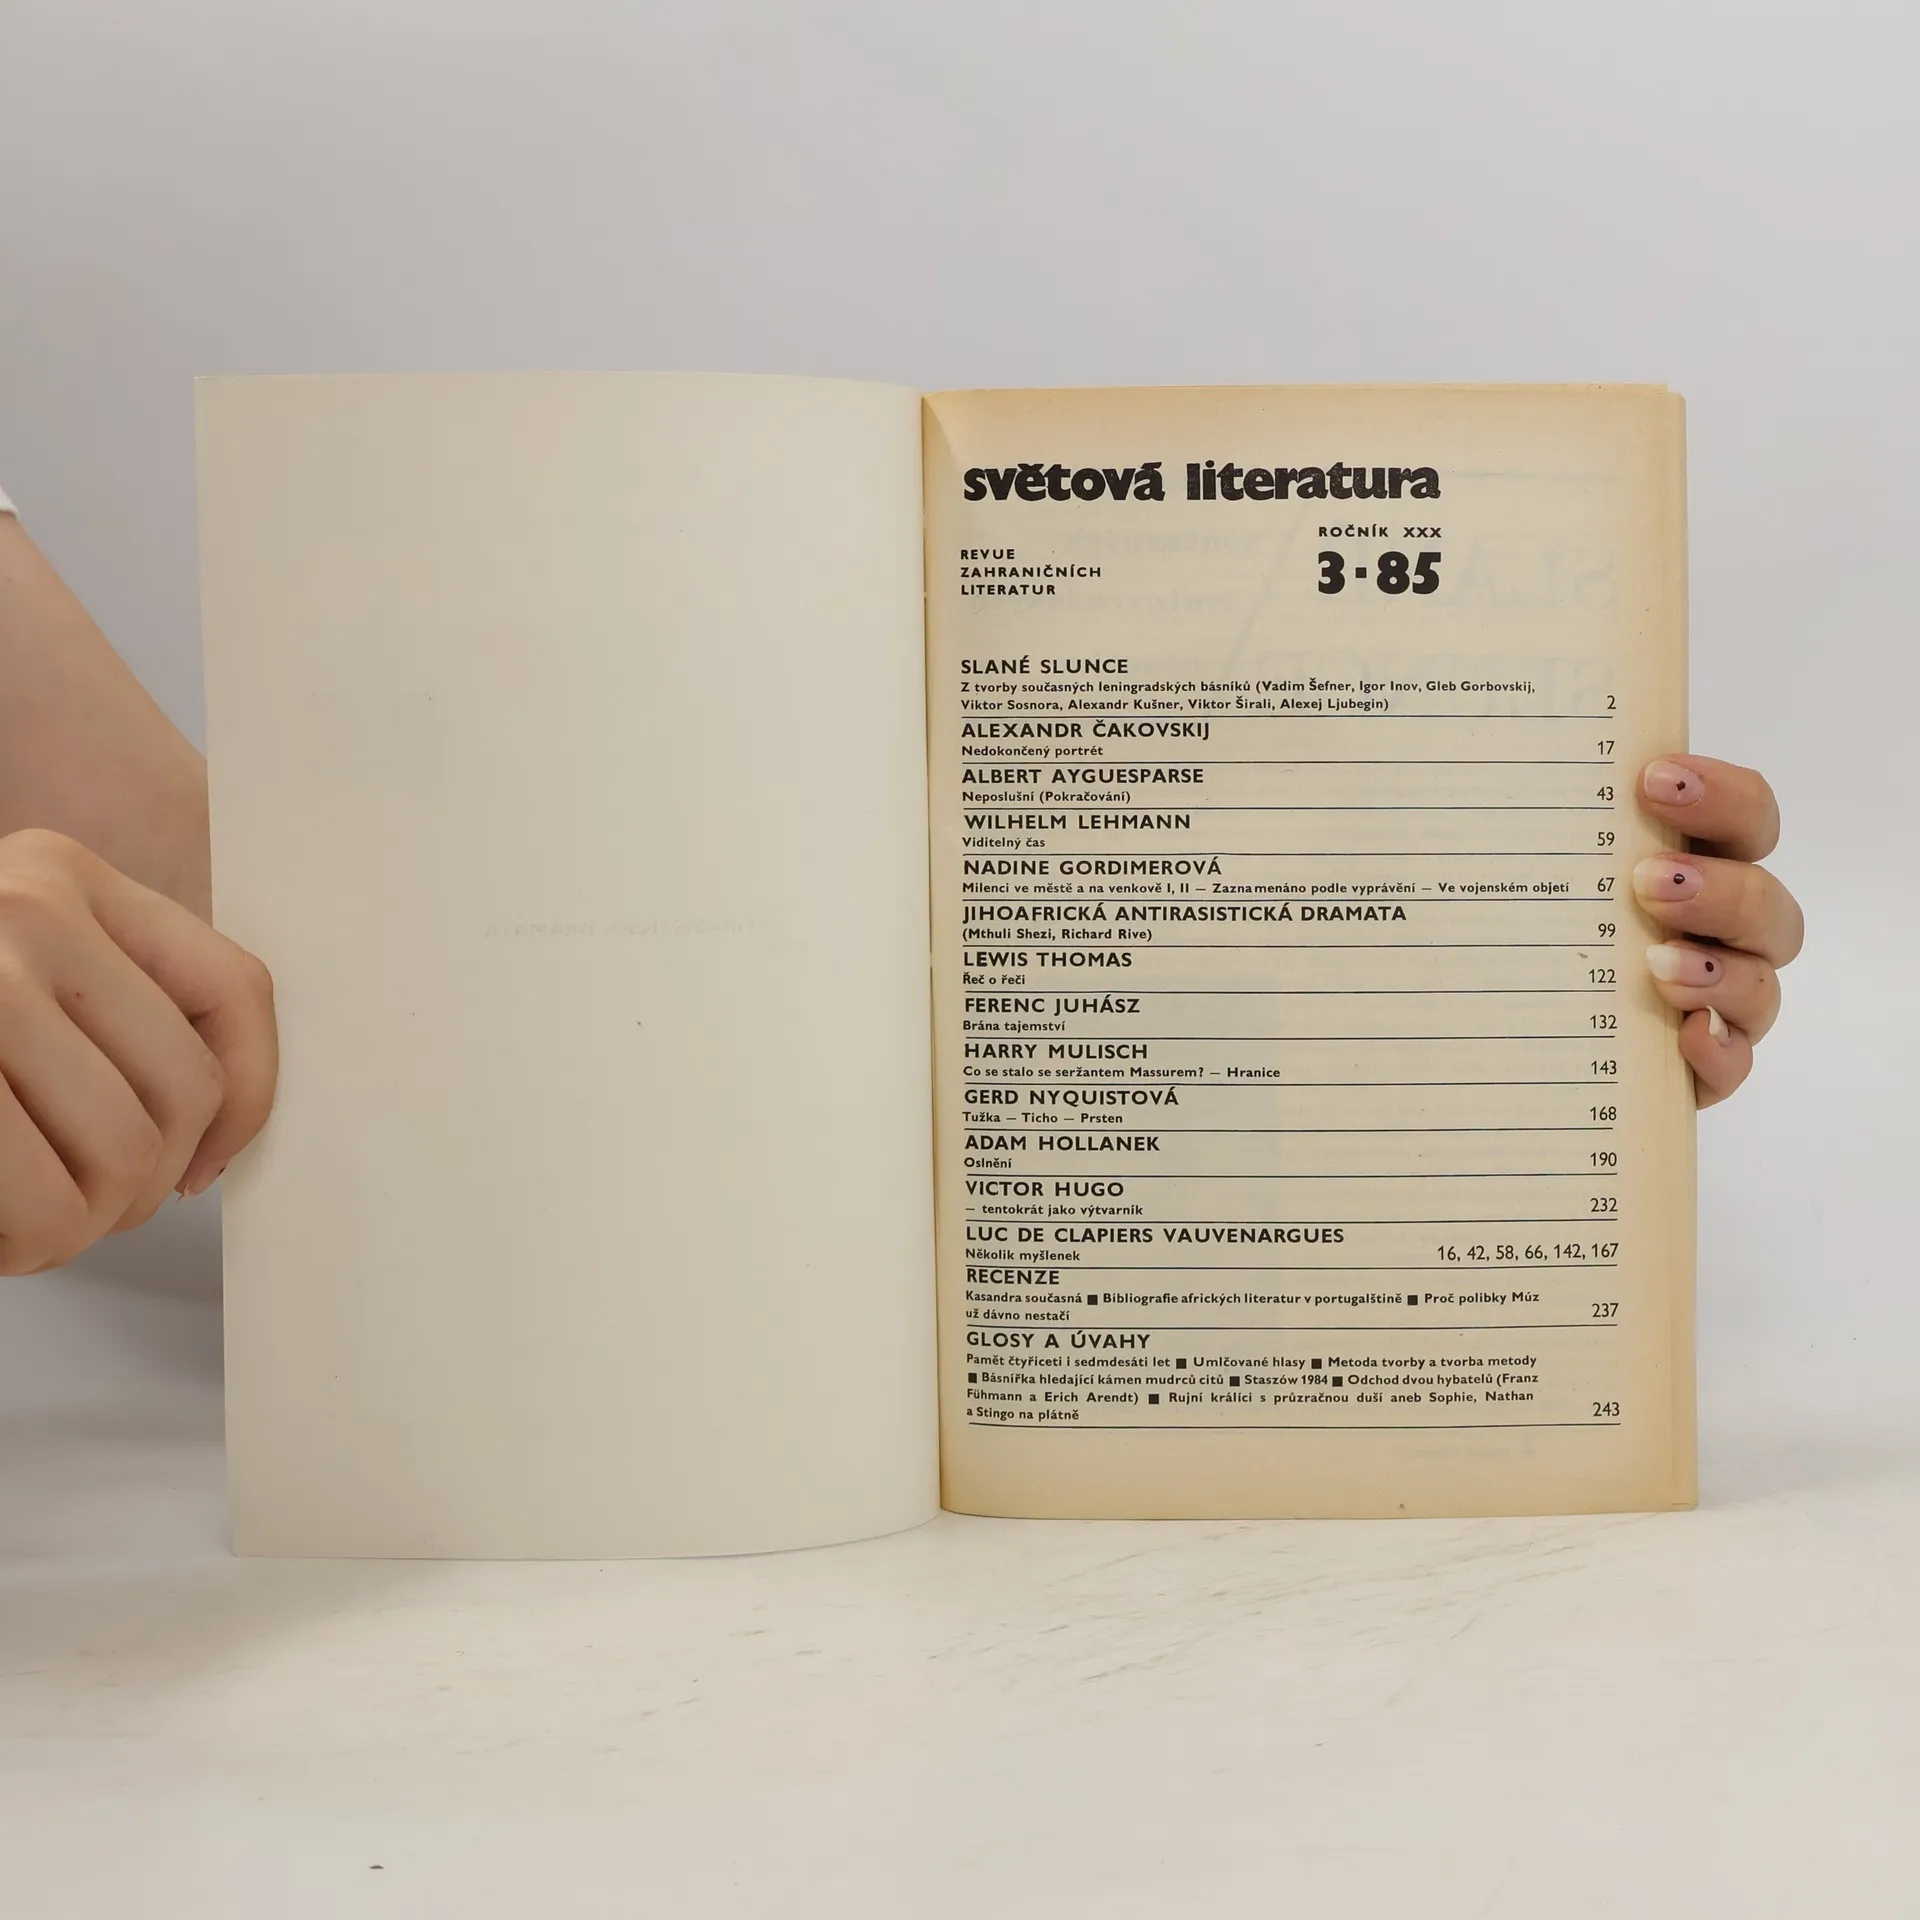 světová literatura
ROČNÍK XXX
REVUE
ZAHRANIČNÍCH
LITERATUR
3·85
SLANÉ SLUNCE
Z tvorby současných leningradských básníků (Vadim Šefner, Igor Inov, Gleb Gorbovskij,
Viktor Sosnora, Alexandr Kušner, Viktor Širali, Alexej Ljubegin) 2
ALEXANDR ČAKOVSKIJ
Nedokončený portrét 17
ALBERT AYGUESPARSE
Neposlušní (Pokračování) 43
WILHELM LEHMANN
Viditelný čas 59
NADINE GORDIMEROVÁ
Milenci ve městě a na venkově I, II — Zaznamenáno podle vyprávění — Ve vojenském objetí 67
JIHOAFRICKÁ ANTIRASISTICKÁ DRAMATA
(Mthuli Shezi, Richard Rive) 99
LEWIS THOMAS
Řeč o řeči 122
FERENC JUHÁSZ
Brána tajemství 132
HARRY MULISCH
Co se stalo se seržantem Massurem? — Hranice 143
GERD NYQUISTOVÁ
Tužka — Ticho — Prsten 168
ADAM HOLLANEK
Oslnění 190
VICTOR HUGO
— tentokrát jako výtvarník 232
LUC DE CLAPIERS VAUVENARGUES
Několik myšlenek 16, 42, 58, 66, 142, 167
RECENZE
Kasandra současná ■ Bibliografie afrických literatur v portugalštině ■ Proč polibky Múz
už dávno nestačí 237
GLOSY A ÚVAHY
Pamět čtyřiceti i sedmdesáti let ■ Umlčované hlasy ■ Metoda tvorby a tvorba metody
■ Básnířka hledající kámen mudrců citů ■ Staszów 1984 ■ Odchod dvou hybatelů (Franz
Fühmann a Erich Arendt) ■ Rujní králíci s průzračnou duší aneb Sophie, Nathan
a Stingo na plátně 243